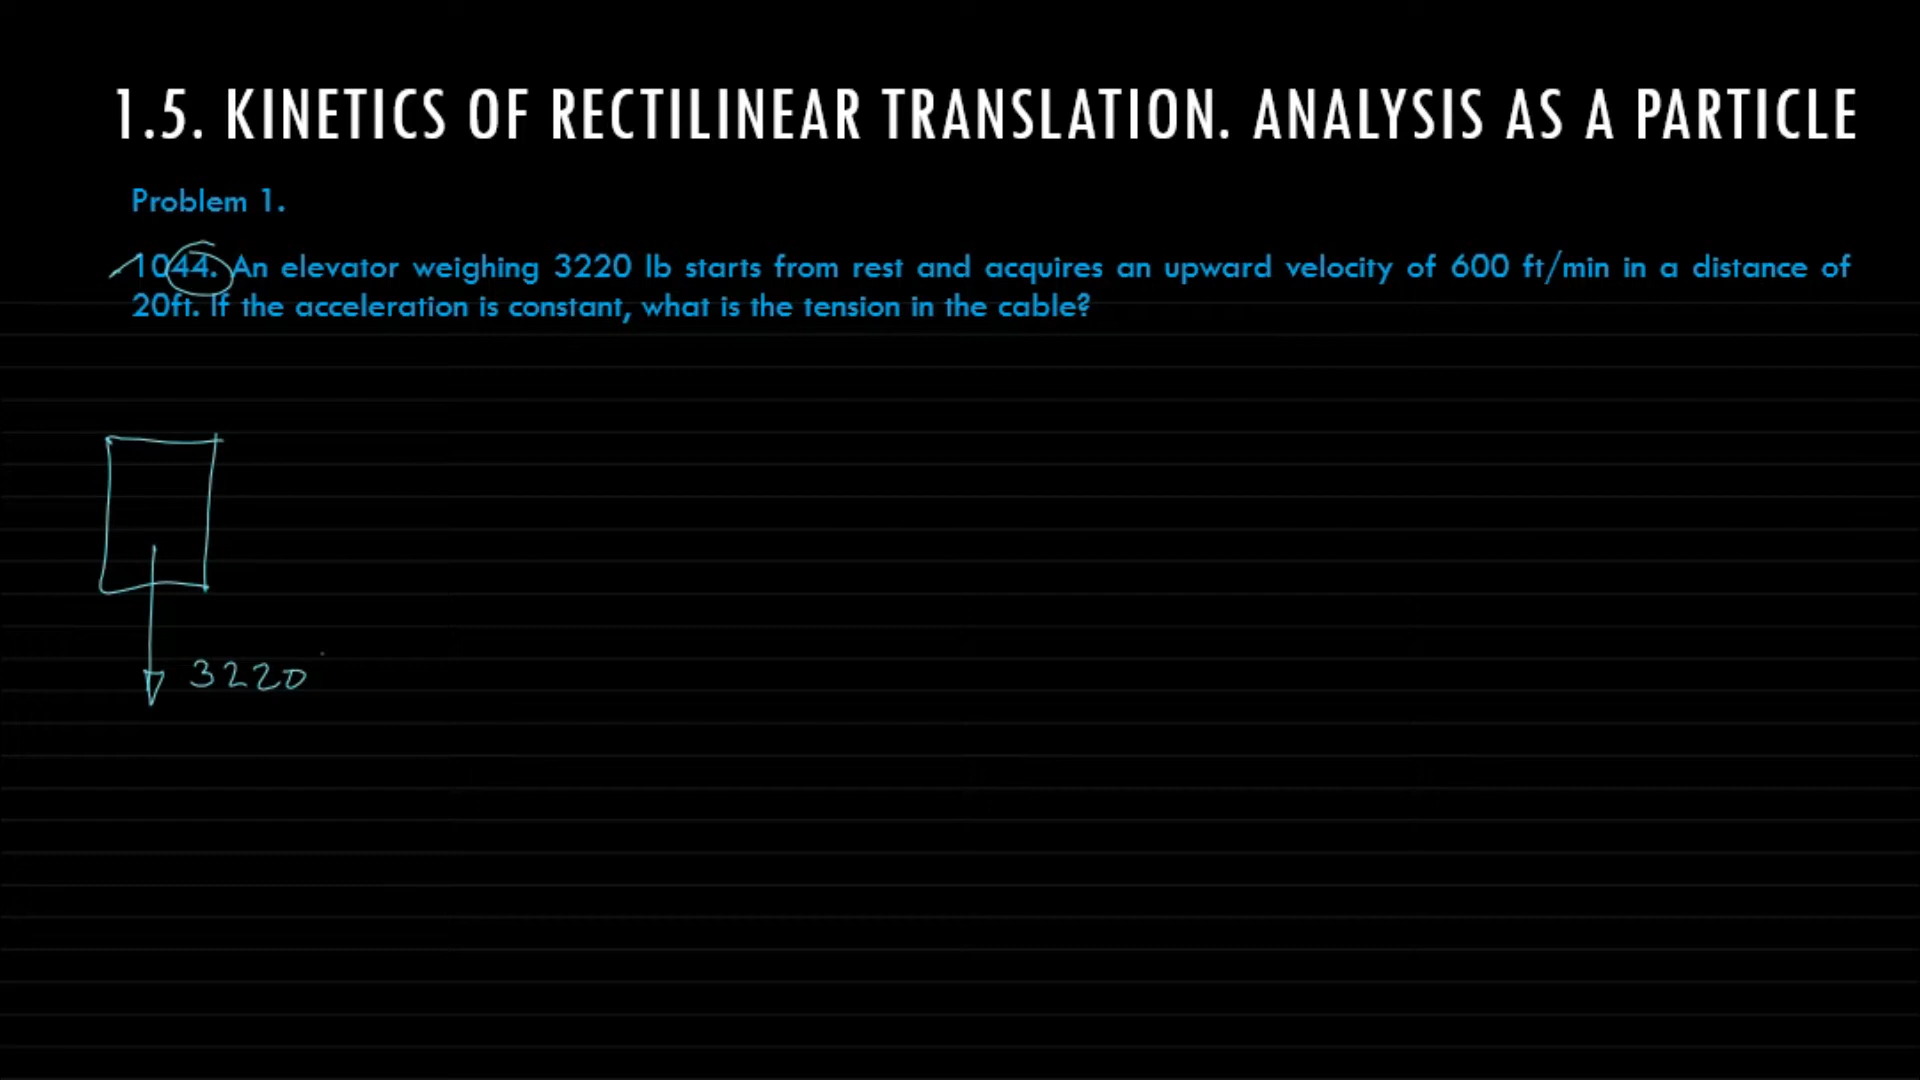 1.5. KINETICS OF RECTILINEAR TRANSLATION. ANALYSIS AS A PARTICLE
Problem 1.
1044. An elevator weighing 3220 lb starts from rest and acquires an upward velocity of 600 ft/min in a distance of
20ft. If the acceleration is constant, what is the tension in the cable?
3220